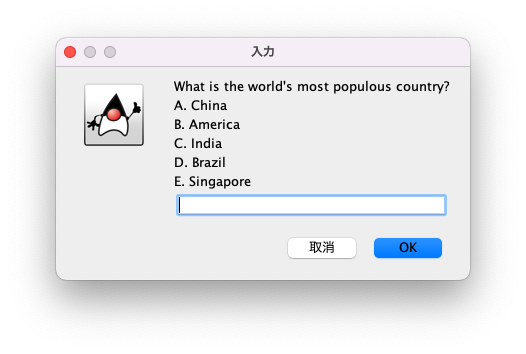 入力
What is the world's most populous country?
A. China
B. America
C. India
D. Brazil
E. Singapore
取消 OK